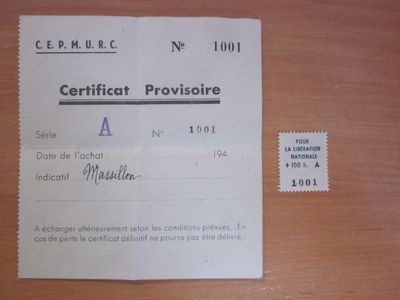 C. E. P. M. U. R. C. Nº 1001
Certificat Provisoire
Série A Nº 1001
Date de l'achat 194
Indicatif Massillon
A échanger ultérieurement selon les conditions prévues. (En
cas de perte le certificat définitif ne pourra pas être délivré.
POUR
LA LIBÉRATION
NATIONALE
+ 100 fr. A
1001